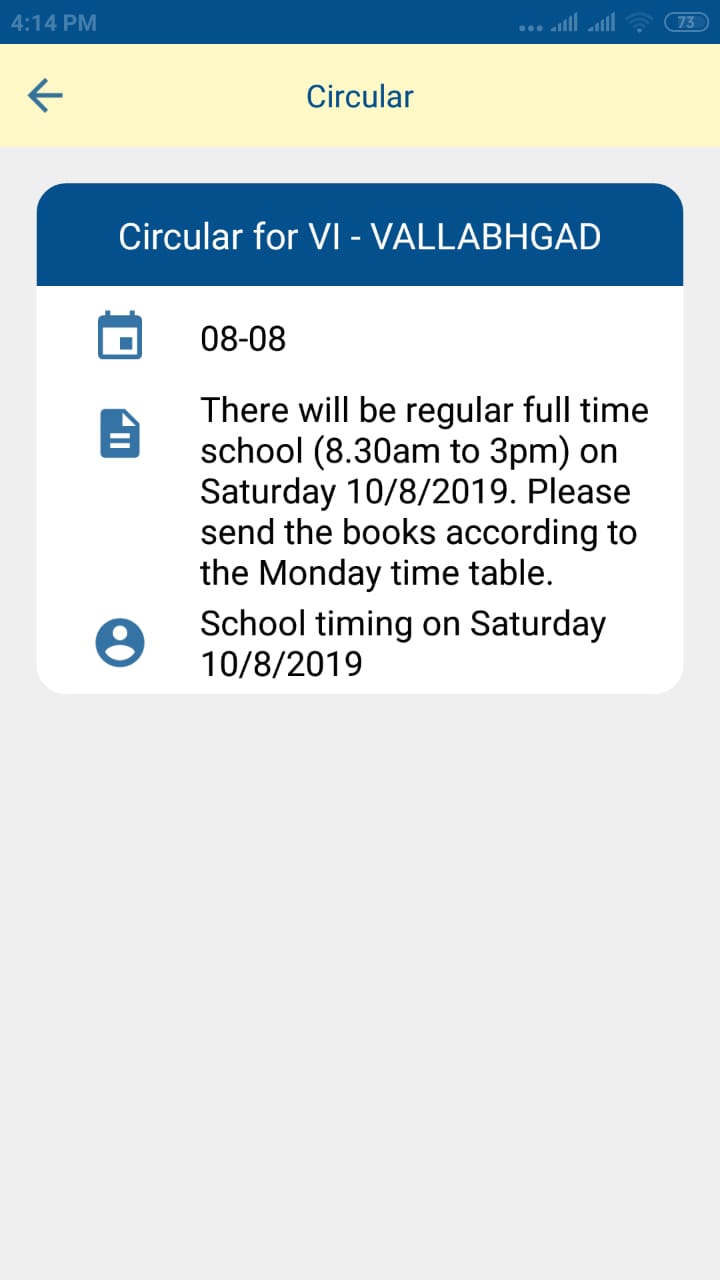 4:14 PM
73
Circular
Circular for VI - VALLABHGAD
08-08
There will be regular full time
school (8.30am to 3pm) on
Saturday 10/8/2019. Please
send the books according to
the Monday time table.
School timing on Saturday
10/8/2019